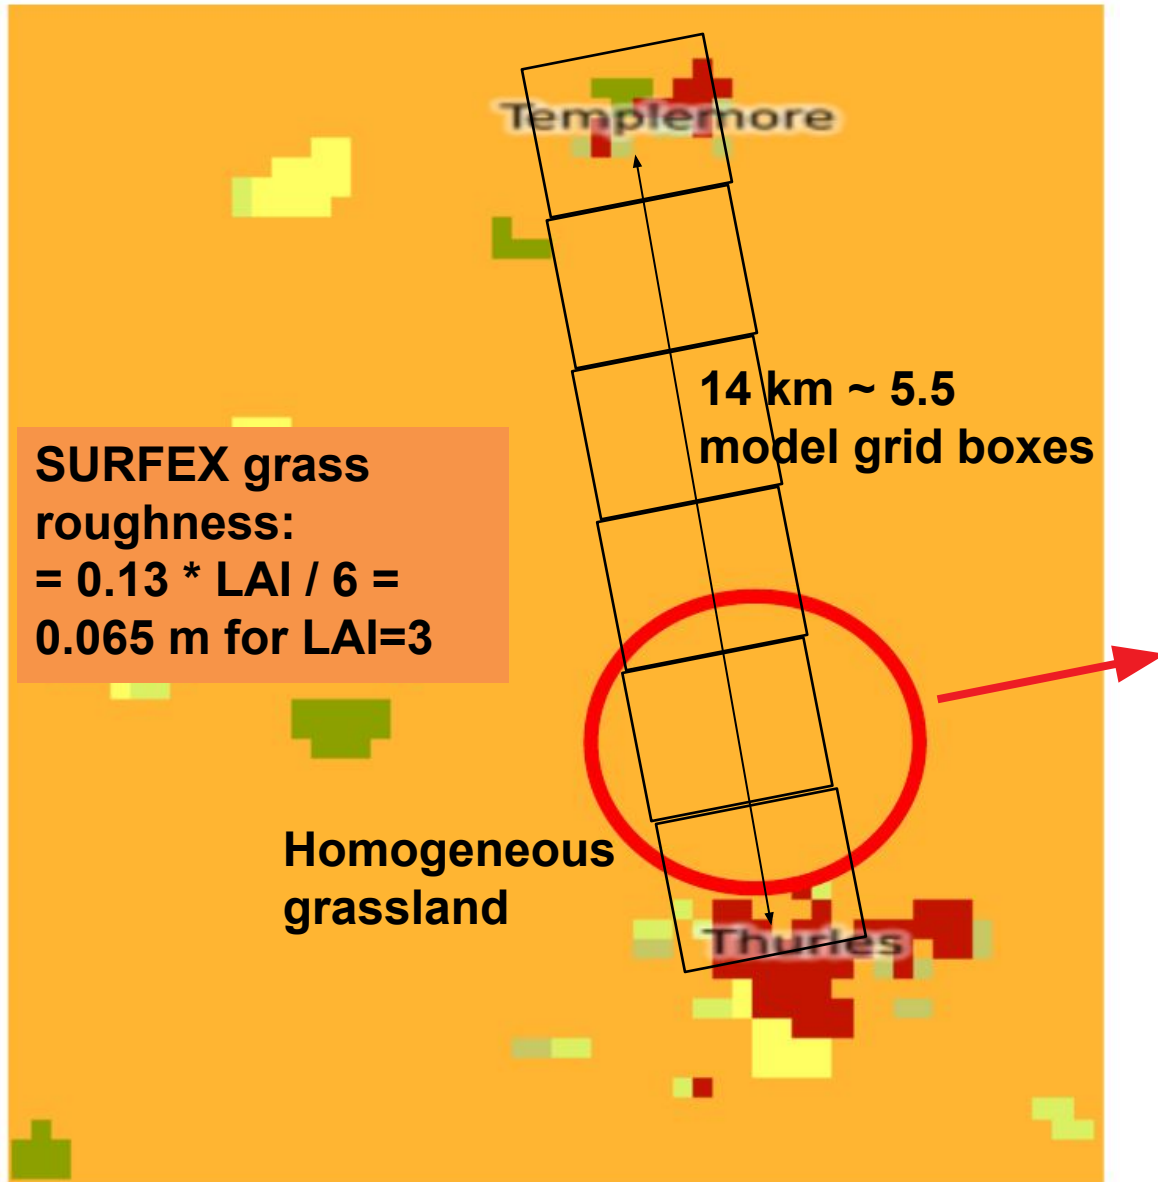 Templemore
14 km ~ 5.5
model grid boxes
SURFEX grass
roughness:
= 0.13 * LAI / 6 =
0.065 m for LAI=3
Homogeneous
grassland
Thurles